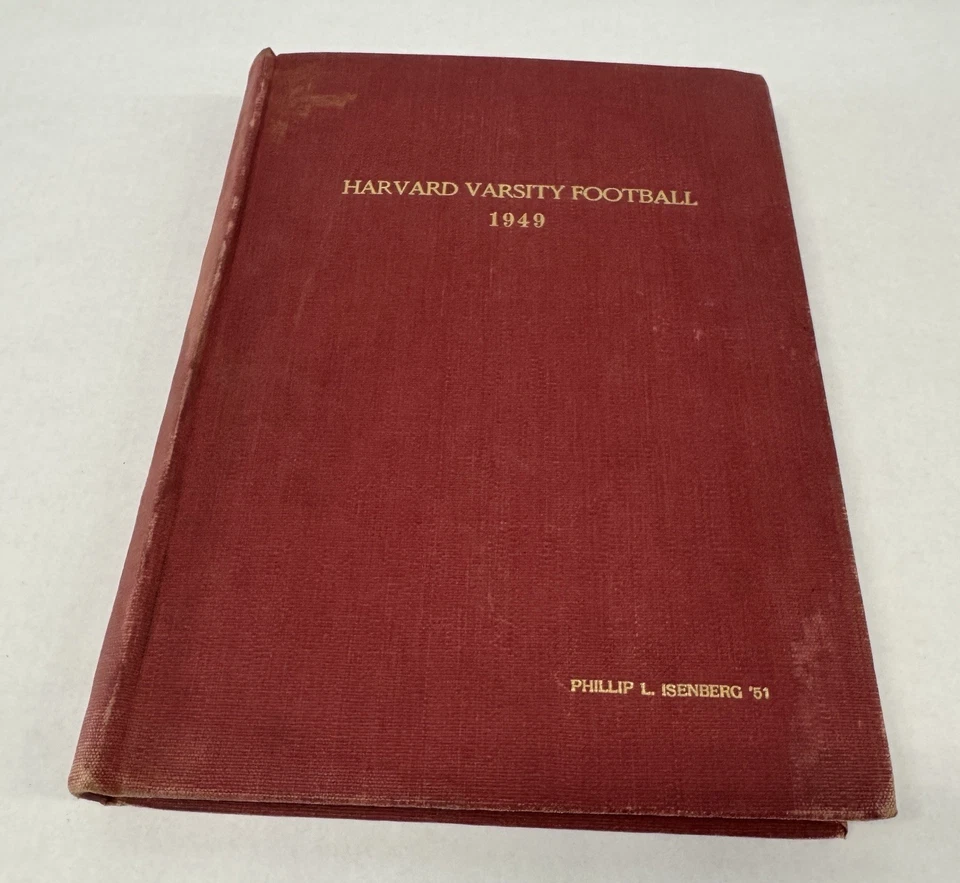 HARVARD VARSITY FOOTBALL
1949
PHILLIP L. ISENBERG '51